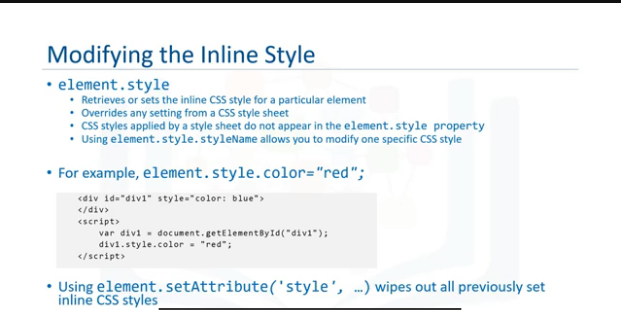 Modifying the Inline Style
• element.style
• Retrieves or sets the inline CSS style for a particular element
• Overrides any setting from a CSS style sheet
• CSS styles applied by a style sheet do not appear in the element.style property
• Using element.style.styleName allows you to modify one specific CSS style
• For example, element.style.color="red";
<div id="div1" style="color: blue">
</div>
<script>
var div1 = document.getElementById("div1");
div1.style.color = "red";
</script>
• Using element.setAttribute('style', …) wipes out all previously set
inline CSS styles